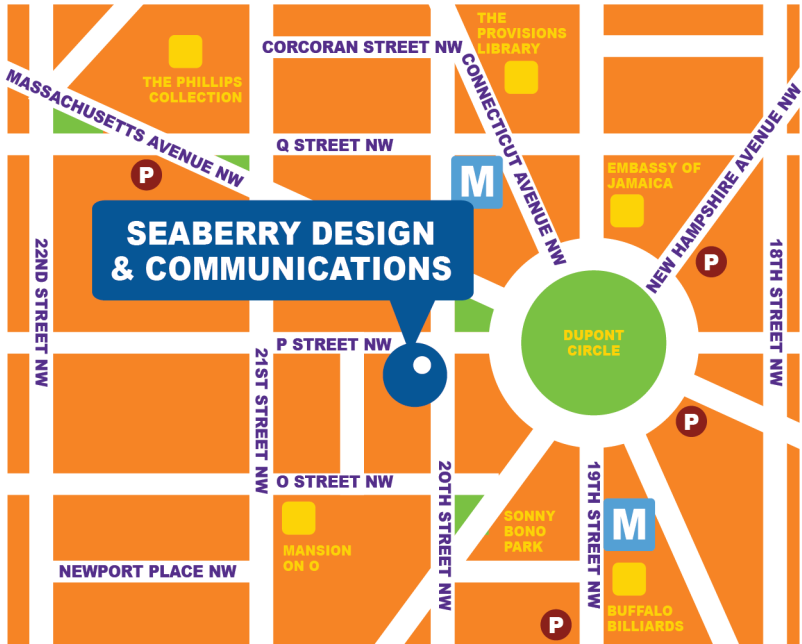 THE
PROVISIONS
LIBRARY
CORCORAN STREET NW
CONNECTICUT AVENUE NW
THE PHILLIPS
COLLECTION
MASSACHUSETTS AVENUE NW
Q STREET NW
NEW HAMPSHIRE AVENUE NW
P
M
EMBASSY OF
JAMAICA
SEABERRY DESIGN
& COMMUNICATIONS
22ND STREET NW
P
18TH STREET NW
DUPONT
CIRCLE
P STREET NW
21ST STREET NW
P
O STREET NW
20TH STREET NW
19TH STREET NW
M
SONNY
BONO
PARK
MANSION
ON O
NEWPORT PLACE NW
P
BUFFALO
BILLIARDS